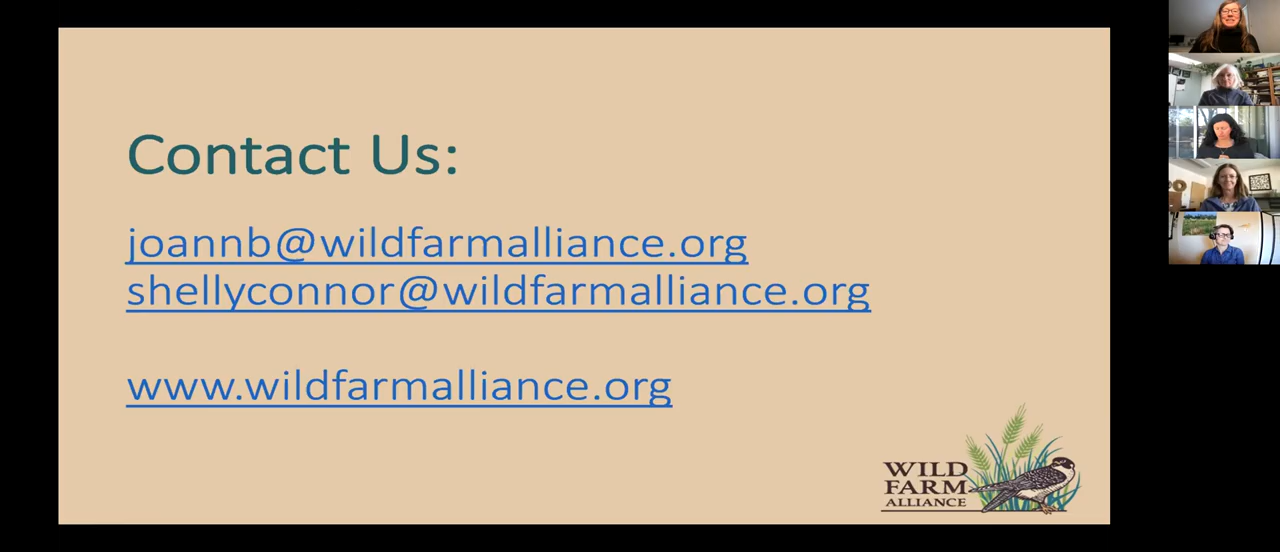 Contact Us:
joannb@wildfarmalliance.org
shellyconnor@wildfarmalliance.org
www.wildfarmalliance.org
WILD
FARM
ALLIANCE